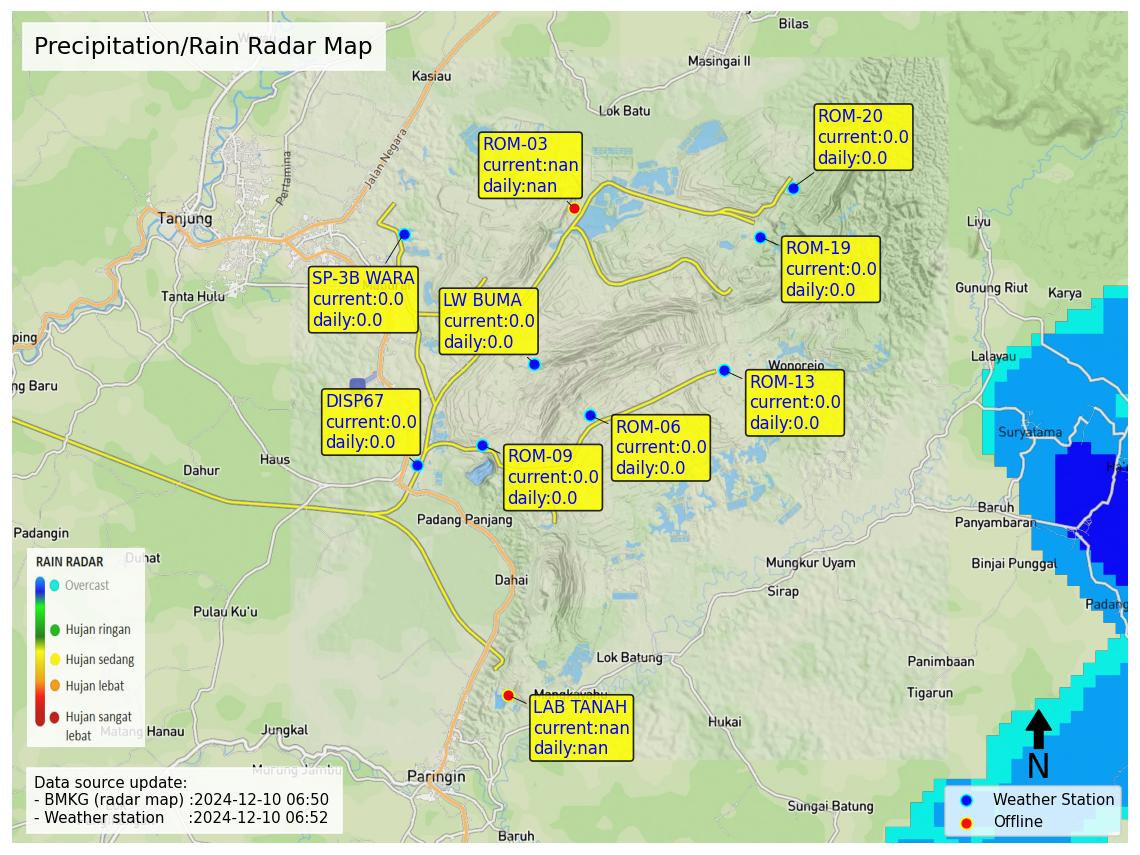 Precipitation/Rain Radar Map
Bilas
Masingai II
Kasiau
Lok Batu
Jalan Negara
Pertamina
Tanjung
Tanta Hulu
ROM-03
current:nan
daily:nan
ROM-20
current:0.0
daily:0.0
ROM-19
current:0.0
daily:0.0
Liyu
SP-3B WARA
current:0.0
daily:0.0
LW BUMA
current:0.0
daily:0.0
Gunung Riut
Karya
ping
ng Baru
Lalayau
Wonorejo
ROM-13
current:0.0
daily:0.0
DISP67
current:0.0
daily:0.0
ROM-06
current:0.0
daily:0.0
Suryatama
ROM-09
current:0.0
daily:0.0
Haus
Dahur
Padang Panjang
Baruh
Panyambaran
Padangin
Duhat
Dahai
Mungkur Uyam
Binjai Punggal
Sirap
Padang
Pulau Ku'u
RAIN RADAR
Overcast
Hujan ringan
Hujan sedang
Hujan lebat
Hujan sangat
lebat
Matang Hanau
Lok Batung
Panimbaan
Tigarun
Mangkayahu
LAB TANAH
current:nan
daily:nan
Jungkal
Hukai
Murung Jambu
Paringin
N
Sungai Batung
Baruh
Data source update:
- BMKG (radar map) :2024-12-10 06:50
- Weather station :2024-12-10 06:52
Weather Station
Offline